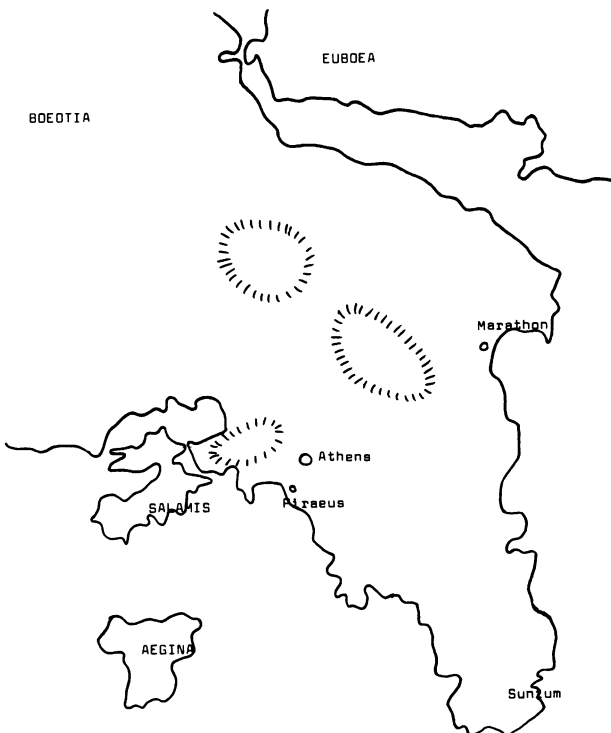 EUBOEA
BOEOTIA
Marathon
Athens
Piraeus
SALAMIS
AEGINA
Sunium